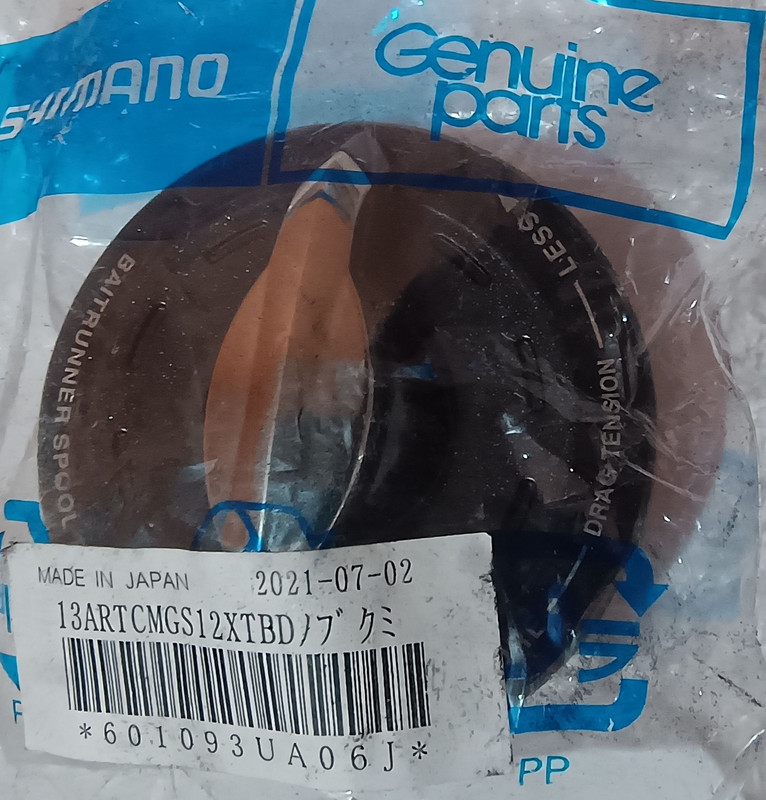 SHIMANO
Genuine
parts
BAITRUNNER SPOOL
LESS
DRAG TENSION
MADE IN JAPAN 2021-07-02
13ARTCMGS12XTBDノブ クミ
*601093UA06J*
PP